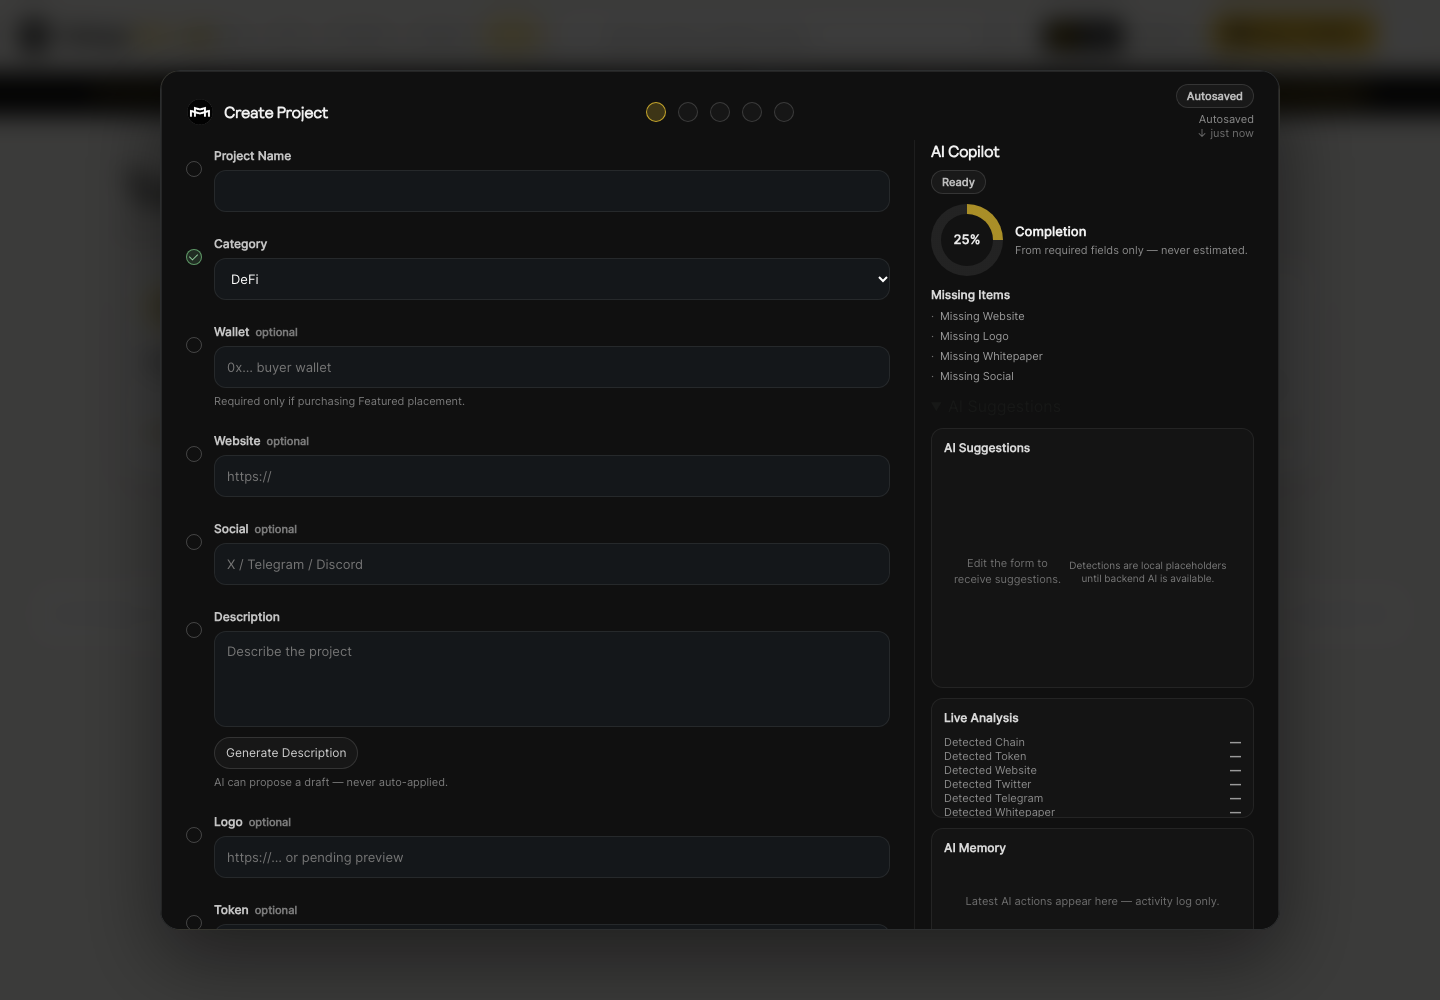 Create Project
Autosaved
Autosaved
↓ just now
Project Name
Category
DeFi
Wallet optional
0x... buyer wallet
Required only if purchasing Featured placement.
Website optional
https://
Social optional
X / Telegram / Discord
Description
Describe the project
Generate Description
AI can propose a draft — never auto-applied.
Logo optional
https://... or pending preview
Token optional
AI Copilot
Ready
25%
Completion
From required fields only — never estimated.
Missing Items
· Missing Website
· Missing Logo
· Missing Whitepaper
· Missing Social
▼ AI Suggestions
AI Suggestions
Edit the form to
receive suggestions.
Detections are local placeholders
until backend AI is available.
Live Analysis
Detected Chain —
Detected Token —
Detected Website —
Detected Twitter —
Detected Telegram —
Detected Whitepaper —
AI Memory
Latest AI actions appear here — activity log only.